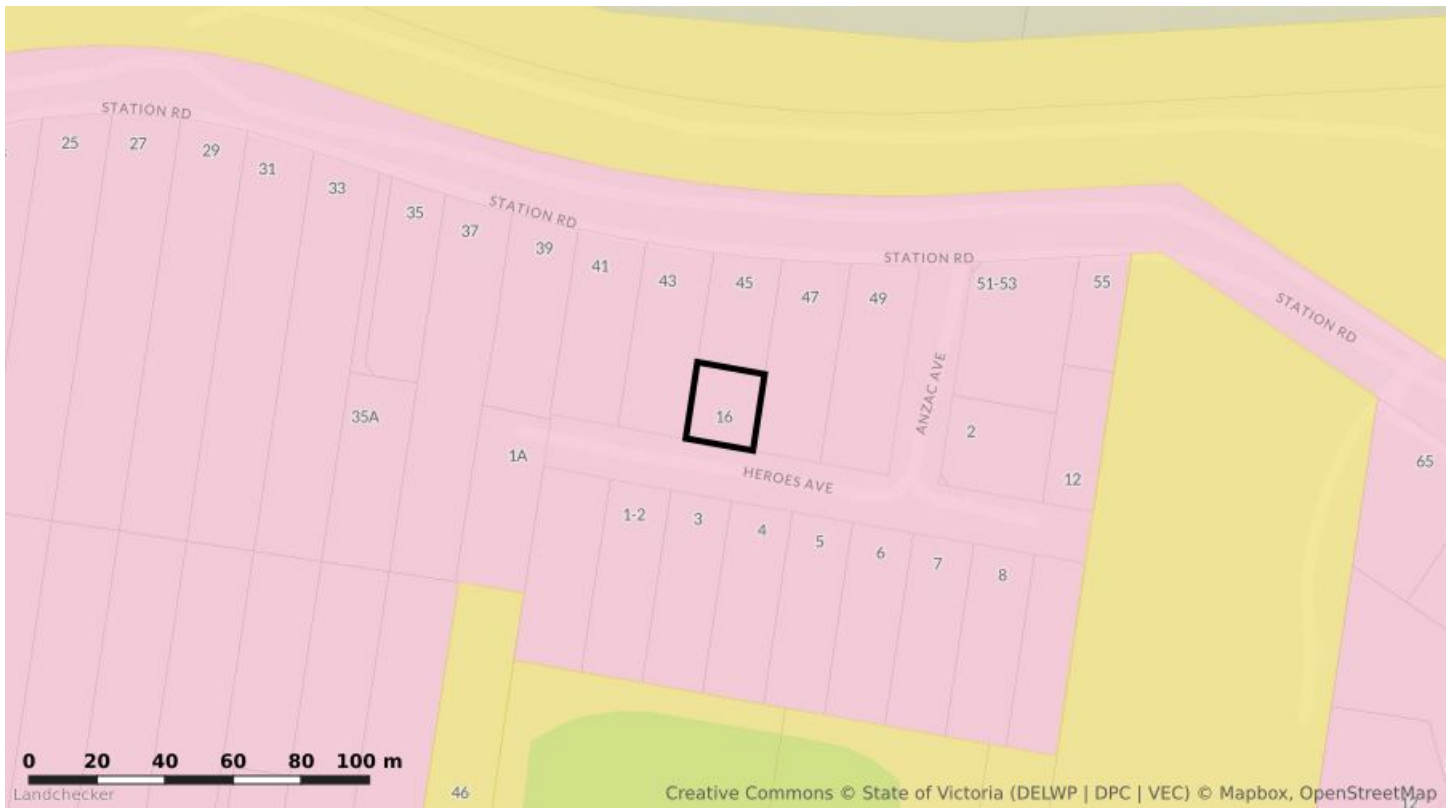 STATION RD
25
27
29
31
33
35
37
STATION RD
39
41
43
45
47
49
STATION RD
51-53
55
STATION RD
ANZAC AVE
35A
1A
16
2
12
65
HEROES AVE
1-2
3
4
5
6
7
8
46
0 20 40 60 80 100 m
Landchecker
Creative Commons © State of Victoria (DELWP | DPC | VEC) © Mapbox, OpenStreetMap